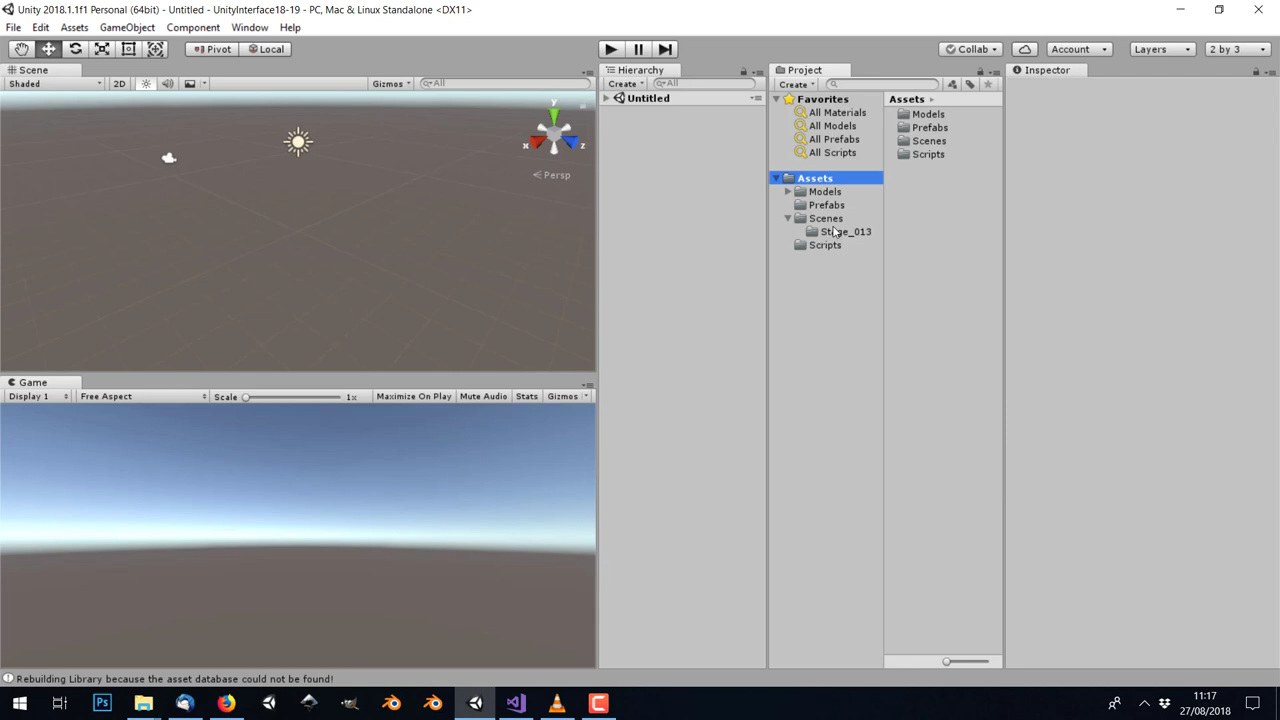 Unity 2018.1.1f1 Personal (64bit) - Untitled - UnityInterface18-19 - PC, Mac & Linux Standalone <DX11>
File Edit Assets GameObject Component Window Help
Pivot Local Collab Account Layers 2 by 3
Scene Hierarchy Project Inspector
Shaded 2D Gizmos All Create All Create
Untitled
Favorites
All Materials
All Models
All Prefabs
All Scripts
Assets
Models
Prefabs
Scenes
Stage_013
Scripts
Assets
Models
Prefabs
Scenes
Scripts
y
x z
Persp
Game
Display 1 Free Aspect Scale 1x Maximize On Play Mute Audio Stats Gizmos
Rebuilding Library because the asset database could not be found!
Ps
11:17
27/08/2018